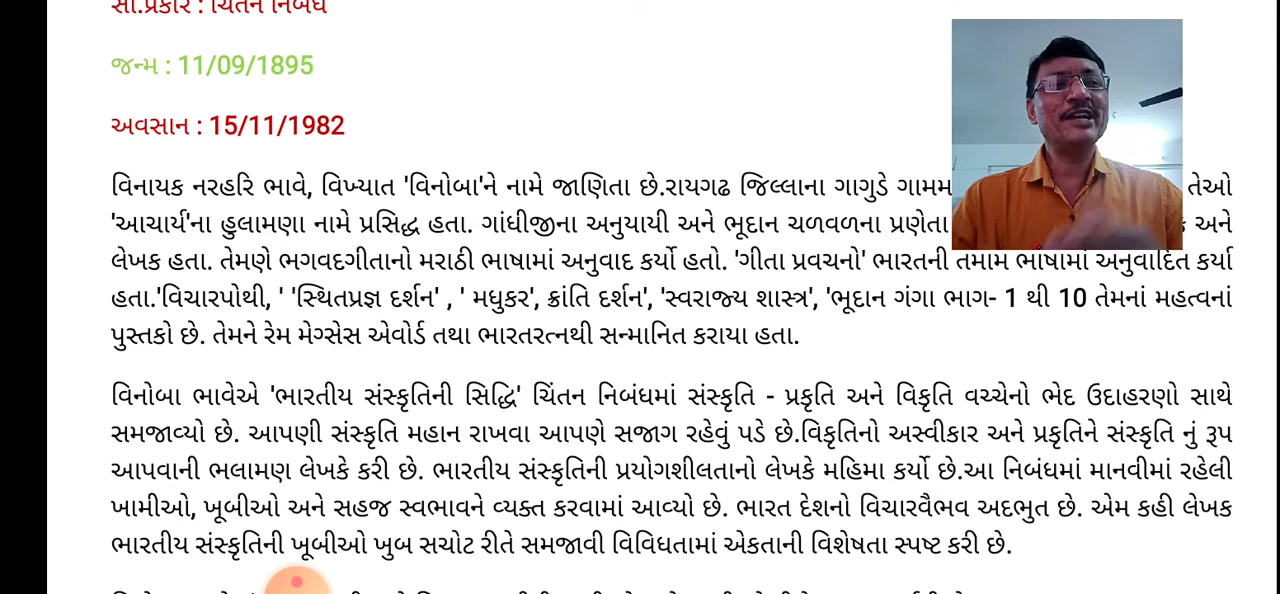 સા.પ્રકાર : ચિંતન નિબંધ
જન્મ : 11/09/1895
અવસાન : 15/11/1982
વિનાયક નરહરિ ભાવે, વિખ્યાત 'વિનોબા'ને નામે જાણિતા છે.રાયગઢ જિલ્લાના ગાગુડે ગામમ તેઓ
'આચાર્ય'ના હુલામણા નામે પ્રસિદ્ધ હતા. ગાંધીજીના અનુયાયી અને ભૂદાન ચળવળના પ્રણેતા અને
લેખક હતા. તેમણે ભગવદગીતાનો મરાઠી ભાષામાં અનુવાદ કર્યો હતો. 'ગીતા પ્રવચનો' ભારતની તમામ ભાષામાં અનુવાદિત કર્યા
હતા.'વિચારપોથી, ' 'સ્થિતપ્રજ્ઞ દર્શન' , ' મધુકર', ક્રાંતિ દર્શન', 'સ્વરાજ્ય શાસ્ત્ર', 'ભૂદાન ગંગા ભાગ- 1 થી 10 તેમનાં મહત્વનાં
પુસ્તકો છે. તેમને રેમ મેગ્સેસ એવોર્ડ તથા ભારતરત્નથી સન્માનિત કરાયા હતા.
વિનોબા ભાવેએ 'ભારતીય સંસ્કૃતિની સિદ્ધિ' ચિંતન નિબંધમાં સંસ્કૃતિ - પ્રકૃતિ અને વિકૃતિ વચ્ચેનો ભેદ ઉદાહરણો સાથે
સમજાવ્યો છે. આપણી સંસ્કૃતિ મહાન રાખવા આપણે સજાગ રહેવું પડે છે.વિકૃતિનો અસ્વીકાર અને પ્રકૃતિને સંસ્કૃતિ નું રૂપ
આપવાની ભલામણ લેખકે કરી છે. ભારતીય સંસ્કૃતિની પ્રયોગશીલતાનો લેખકે મહિમા કર્યો છે.આ નિબંધમાં માનવીમાં રહેલી
ખામીઓ, ખૂબીઓ અને સહજ સ્વભાવને વ્યક્ત કરવામાં આવ્યો છે. ભારત દેશનો વિચારવૈભવ અદભુત છે. એમ કહી લેખક
ભારતીય સંસ્કૃતિની ખૂબીઓ ખુબ સચોટ રીતે સમજાવી વિવિધતામાં એકતાની વિશેષતા સ્પષ્ટ કરી છે.